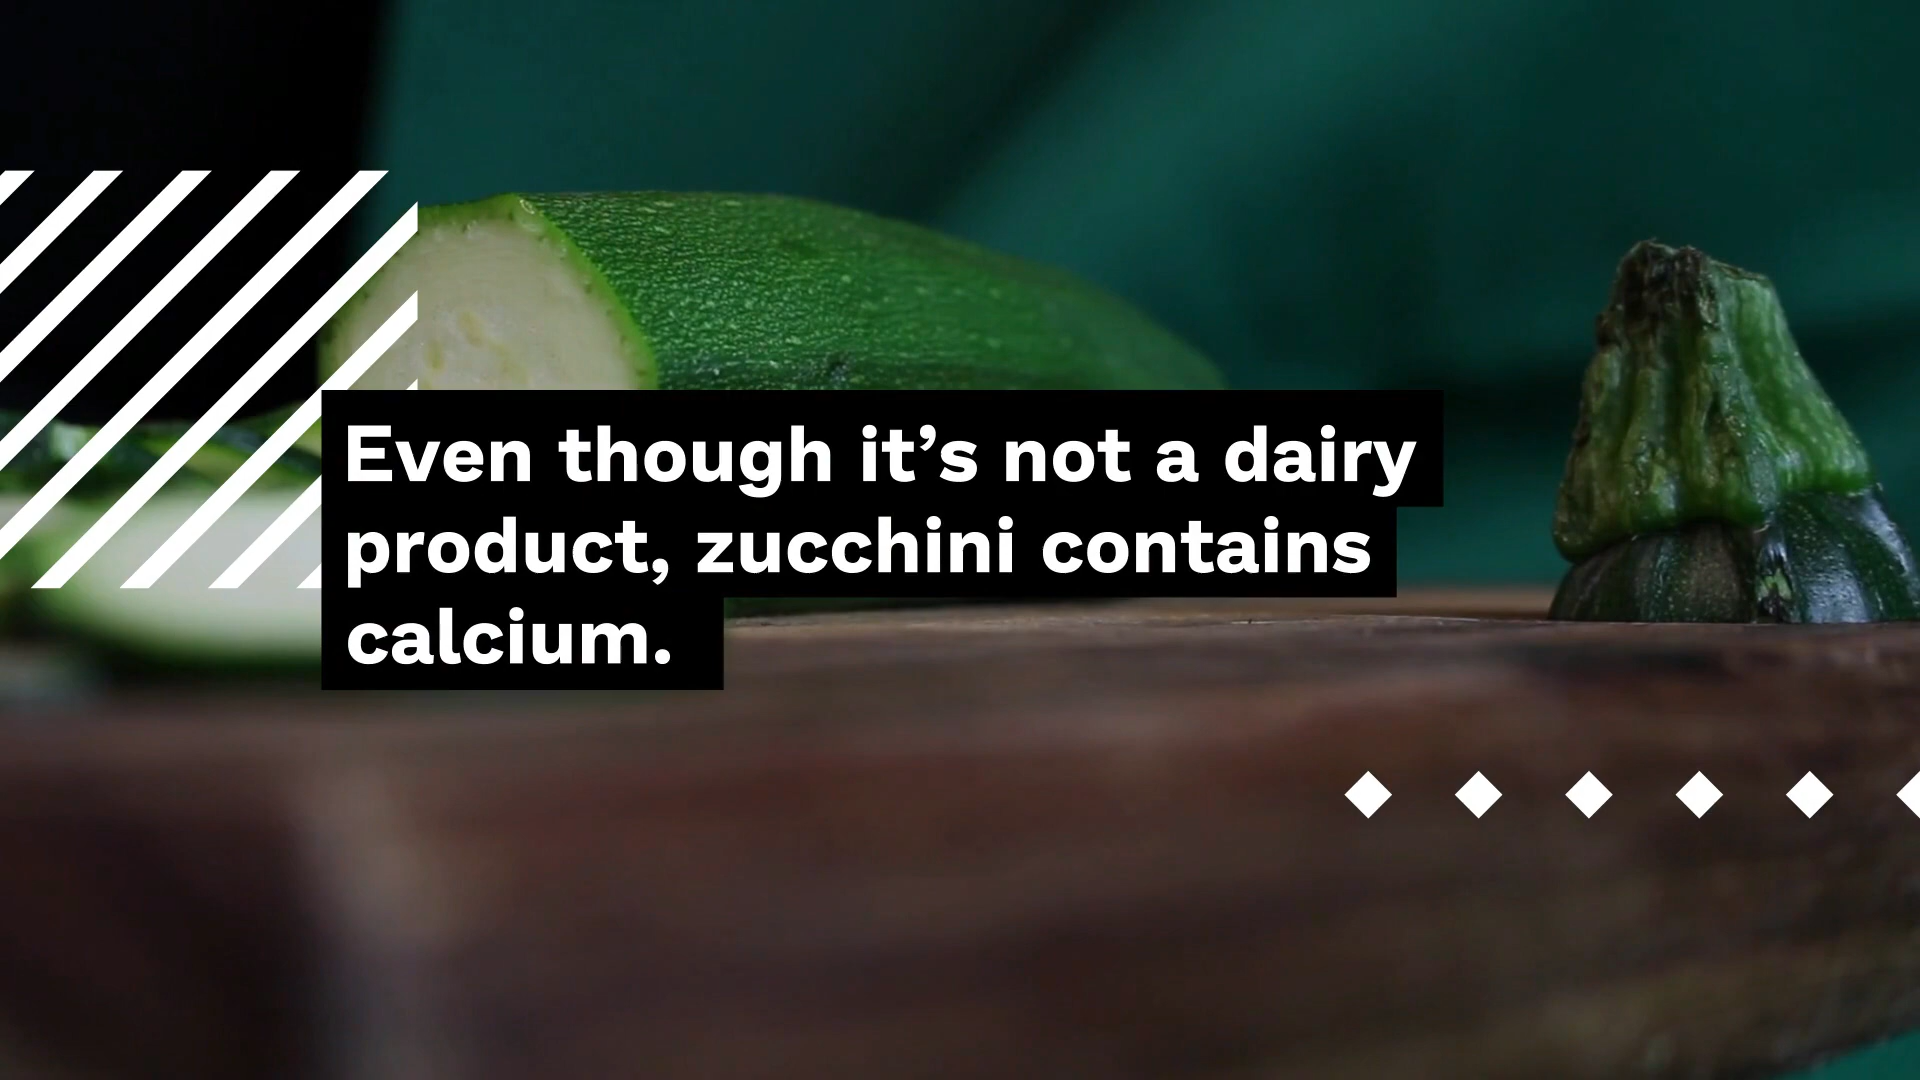 Even though it’s not a dairy
product, zucchini contains
calcium.